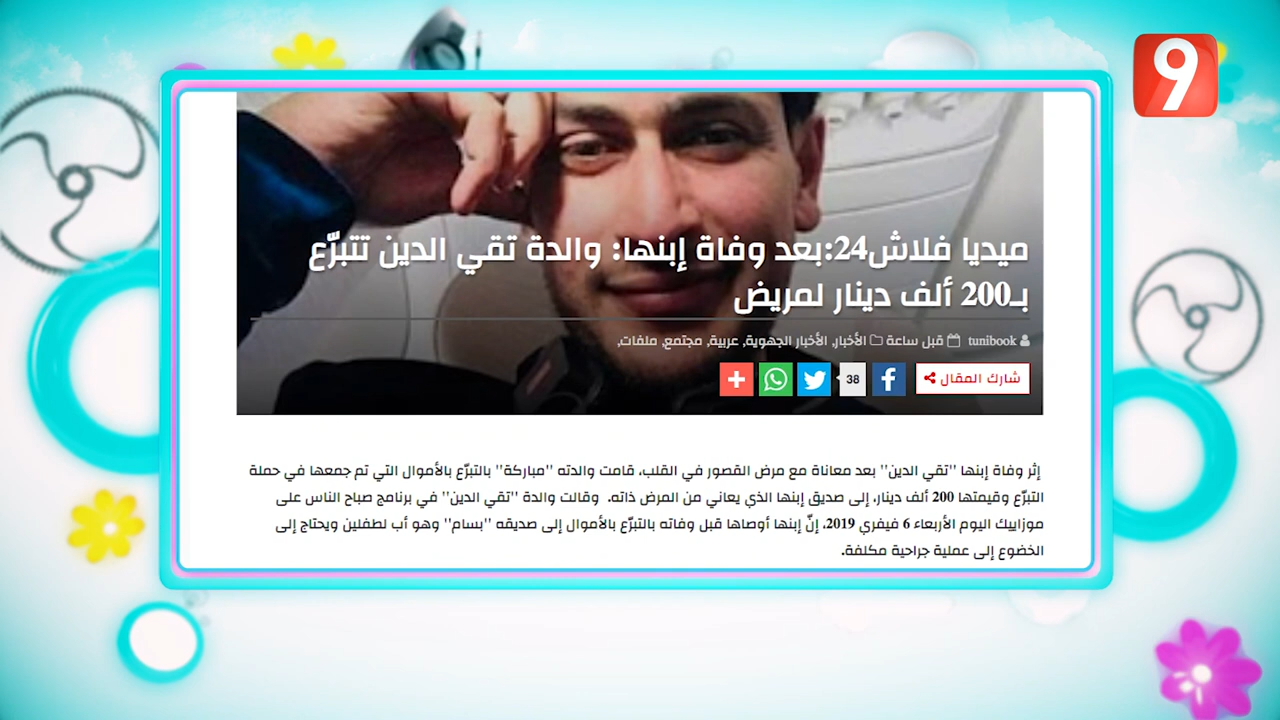 9
ميديا فلاش24:بعد وفاة إبنها: والدة تقي الدين تتبرّع
بـ200 ألف دينار لمريض
tunibook قبل ساعة الأخبار, الأخبار الجهوية, عربية, مجتمع, ملفات,
شارك المقال 38
إثر وفاة إبنها "تقي الدين" بعد معاناة مع مرض القصور في القلب، قامت والدته "مباركة" بالتبرّع بالأموال التي تم جمعها في حملة
التبرّع وقيمتها 200 ألف دينار، إلى صديق إبنها الذي يعاني من المرض ذاته. وقالت والدة "تقي الدين" في برنامج صباح الناس على
موزاييك اليوم الأربعاء 6 فيفري 2019، إنّ إبنها أوصاها قبل وفاته بالتبرّع بالأموال إلى صديقه "بسام" وهو أب لطفلين ويحتاج إلى
الخضوع إلى عملية جراحية مكلفة.